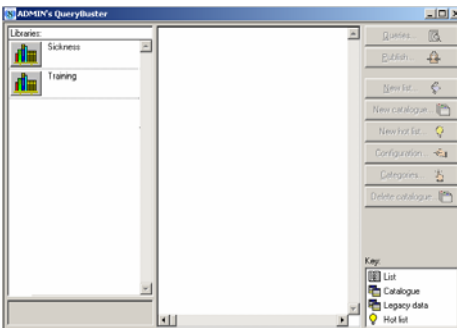 ADMIN's QueryBuster
Libraries:
Sickness
Training
Queries...
Publish...
New list...
New catalogue...
New hot list...
Configuration...
Categories...
Delete catalogue...
Key:
List
Catalogue
Legacy data
Hot list